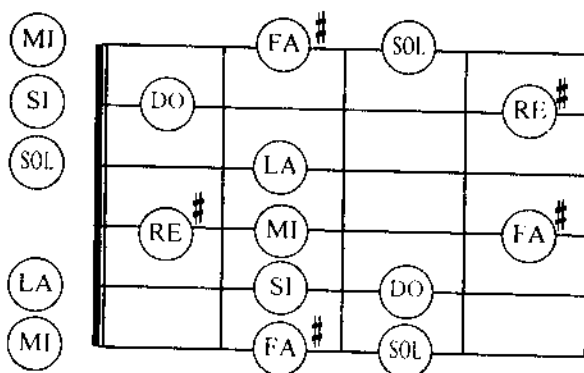 MI FA# SOL
SI DO RE#
SOL LA
RE# MI FA#
LA SI DO
MI FA# SOL